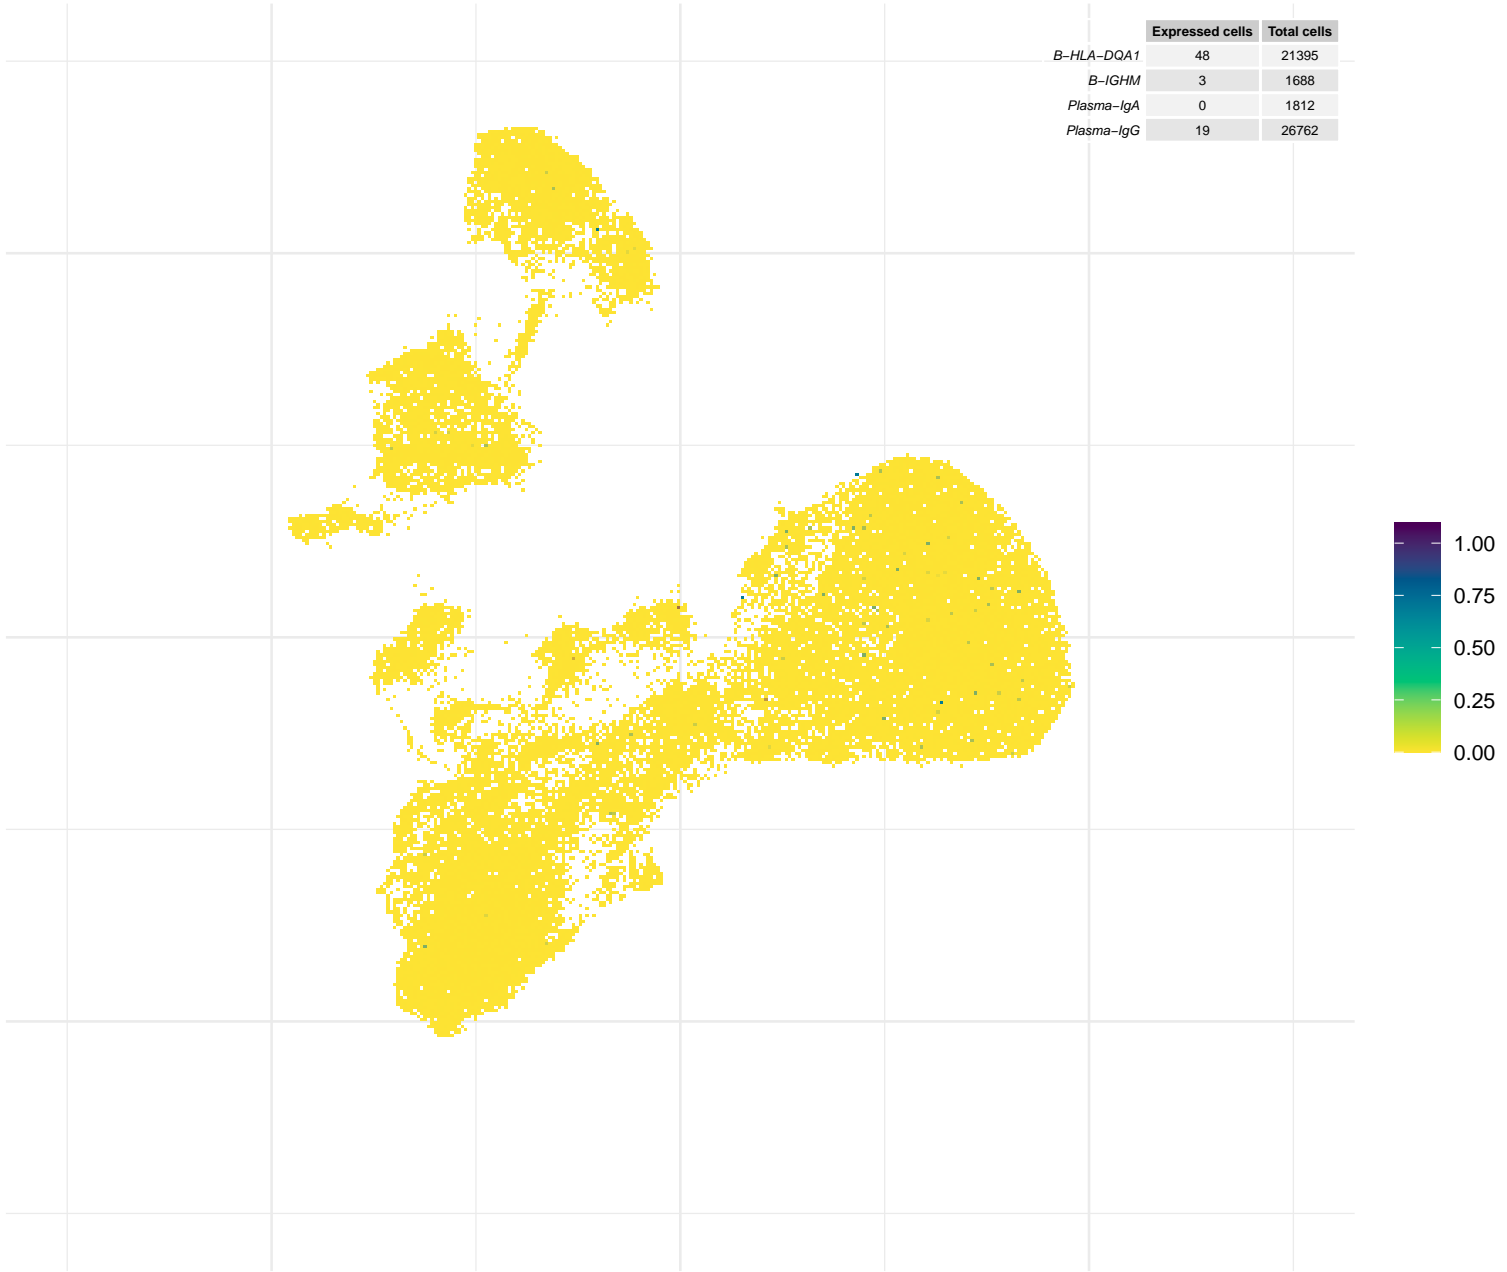 Expressed cells Total cells
B−HLA−DQA1 48 21395
B−IGHM 3 1688
Plasma−IgA 0 1812
Plasma−IgG 19 26762
1.00
0.75
0.50
0.25
0.00